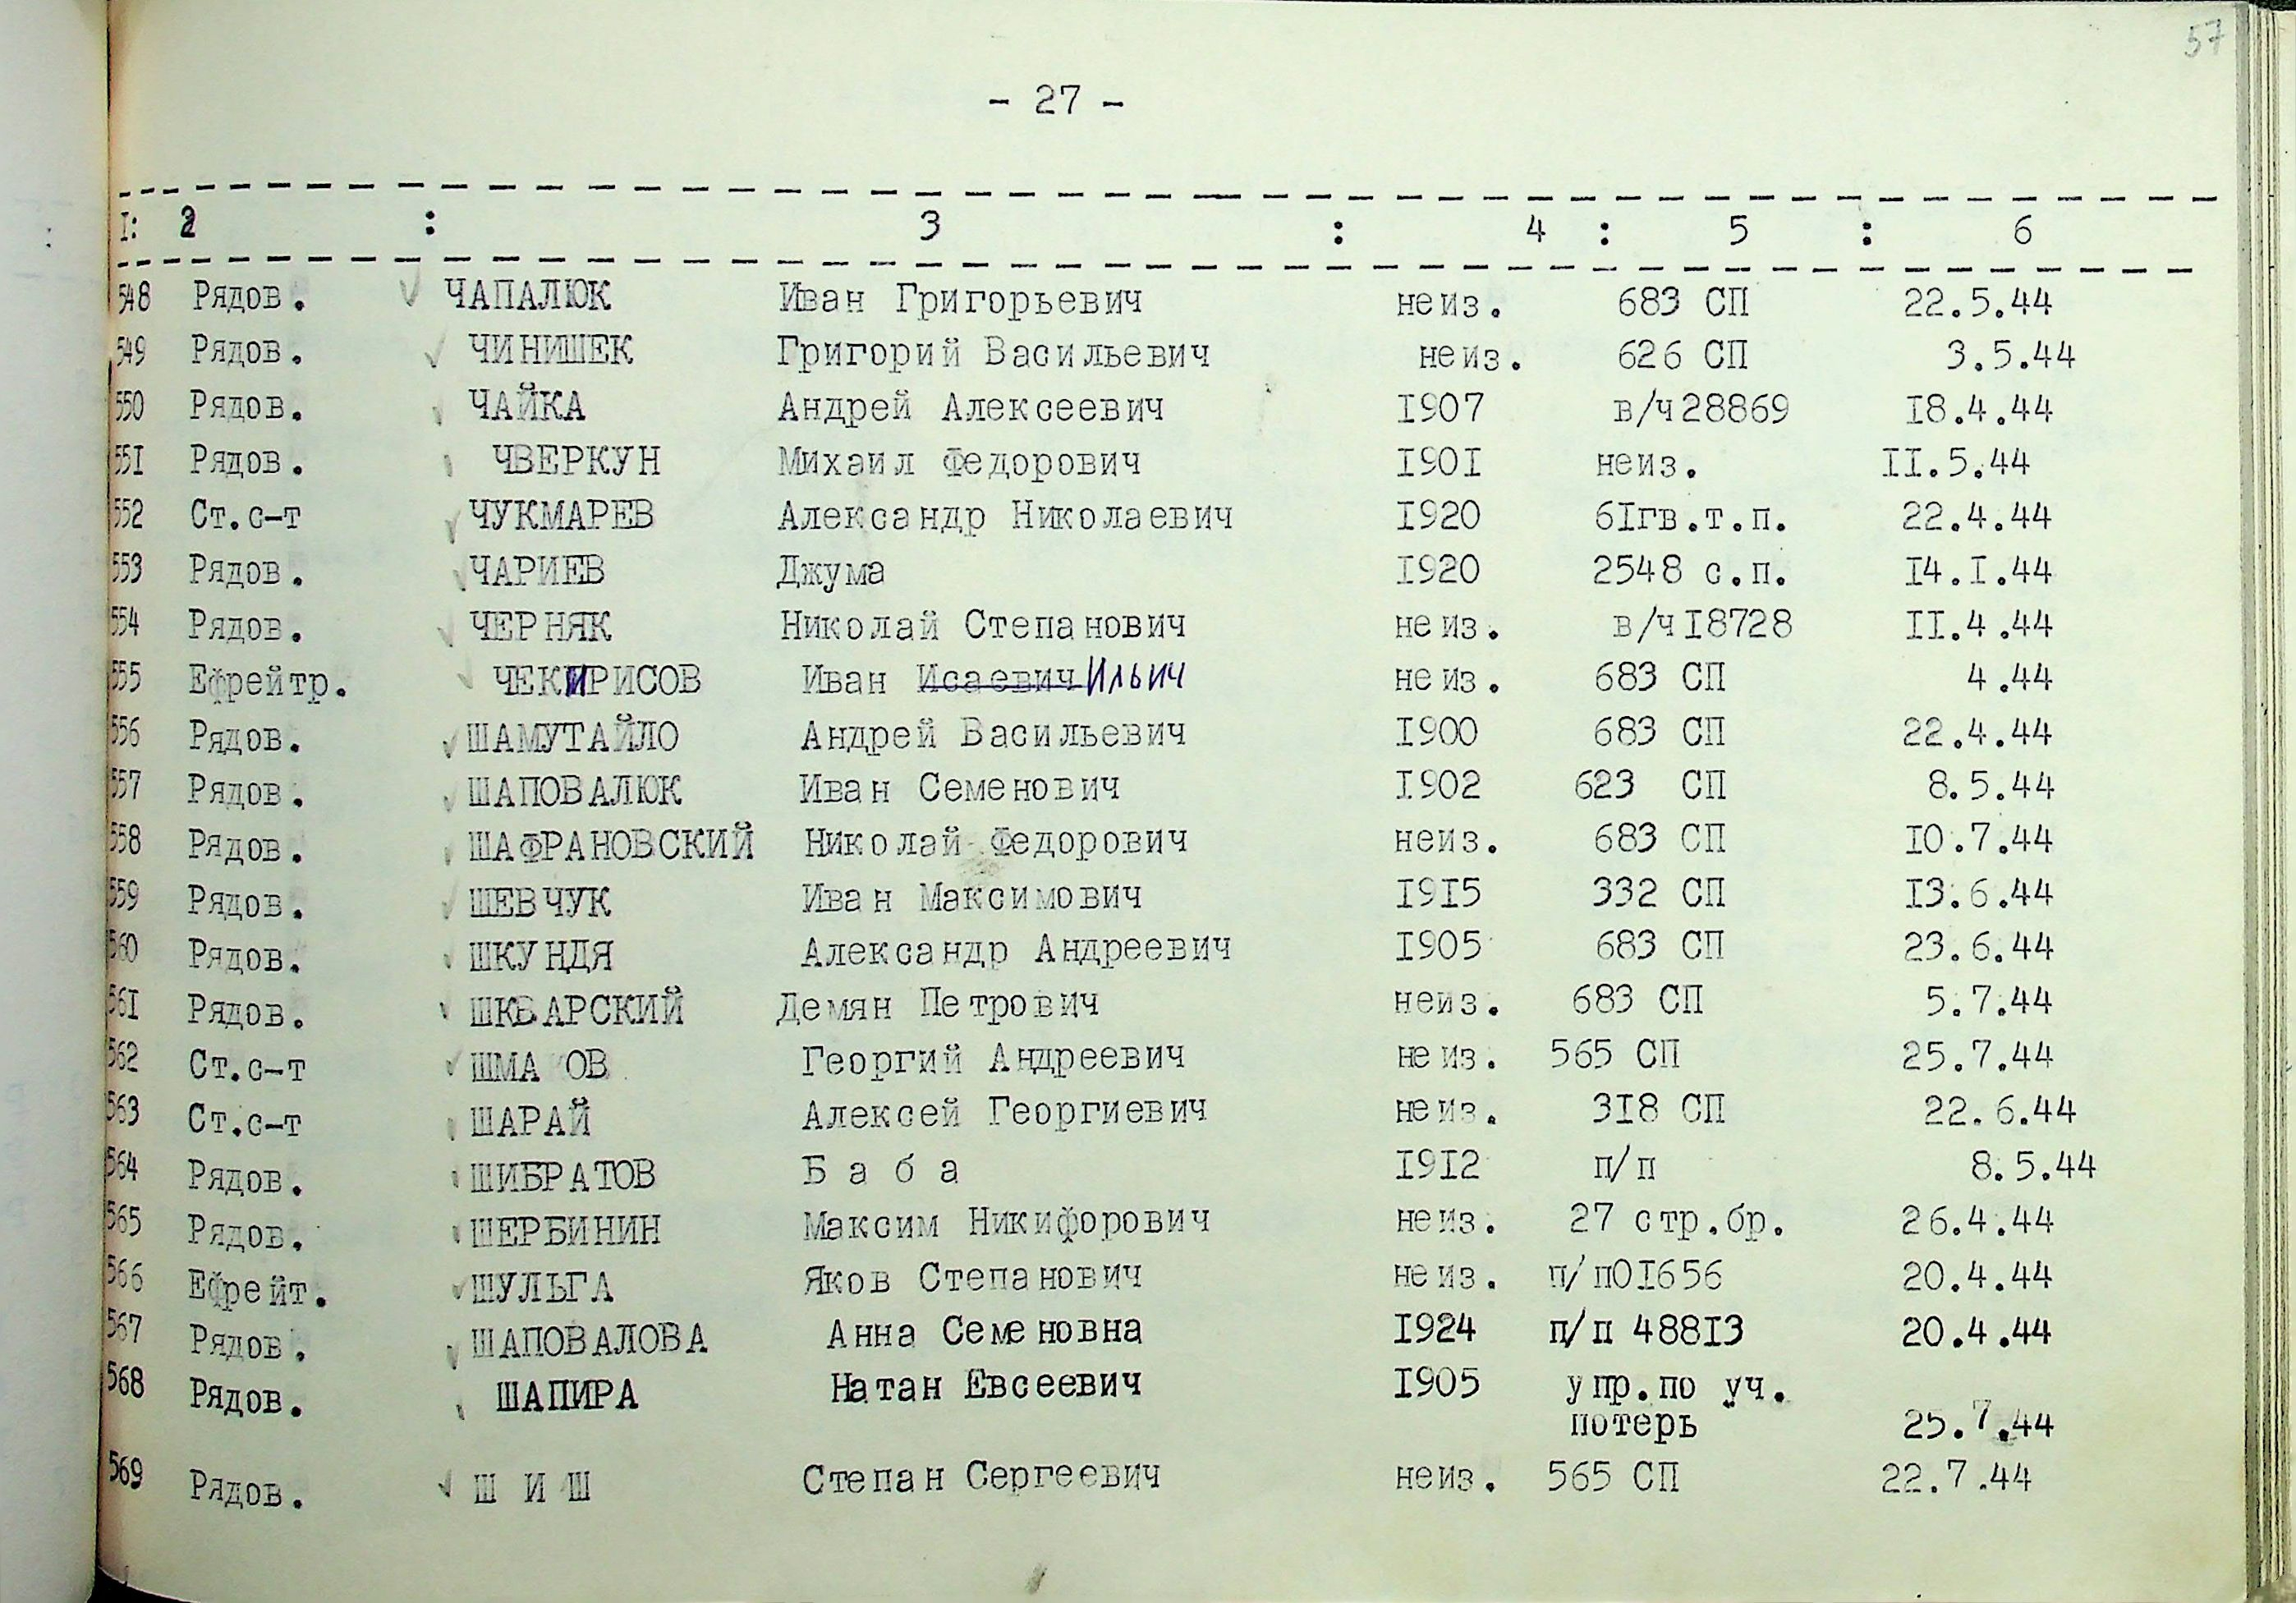 57
- 27 -
I: 2 : 3 : 4 : 5 : 6
548 Рядов. ЧАПАЛЮК Иван Григорьевич неиз. 683 СП 22.5.44
549 Рядов. ЧИНИШЕК Григорий Васильевич неиз. 626 СП 3.5.44
550 Рядов. ЧАЙКА Андрей Алексеевич I907 в/ч28869 I8.4.44
55I Рядов. ЧВЕРКУН Михаил Федорович I90I неиз. II.5.44
552 Ст.с-т ЧУКМАРЕВ Александр Николаевич I920 6Iгв.т.п. 22.4.44
553 Рядов. ЧАРИЕВ Джума I920 2548 с.п. I4.I.44
554 Рядов. ЧЕРНЯК Николай Степанович неиз. в/чI8728 II.4.44
555 Ефрейтр. ЧЕКИРИСОВ Иван Исаевич Ильич неиз. 683 СП 4.44
556 Рядов. ШАМУТАЙЛО Андрей Васильевич I900 683 СП 22.4.44
557 Рядов. ШАПОВАЛЮК Иван Семенович I902 623 СП 8.5.44
558 Рядов. ШАФРАНОВСКИЙ Николай Федорович неиз. 683 СП I0.7.44
559 Рядов. ШЕВЧУК Иван Максимович I9I5 332 СП I3.6.44
560 Рядов. ШКУНДЯ Александр Андреевич I905 683 СП 23.6.44
56I Рядов. ШКВАРСКИЙ Демян Петрович неиз. 683 СП 5.7.44
562 Ст.с-т ШМА ОВ Георгий Андреевич неиз. 565 СП 25.7.44
563 Ст.с-т ШАРАЙ Алексей Георгиевич неиз. 3I8 СП 22.6.44
564 Рядов. ШИБРАТОВ Б а б а I9I2 п/п 8.5.44
565 Рядов. ШЕРБИНИН Максим Никифорович неиз. 27 стр.бр. 26.4.44
566 Ефрейт. ШУЛЬГА Яков Степанович неиз. п/п0I656 20.4.44
567 Рядов. ШАПОВАЛОВА Анна Семеновна I924 п/п 488I3 20.4.44
568 Рядов. ШАПИРА Натан Евсеевич I905 упр.по уч.
потерь 25.7.44
569 Рядов. Ш И Ш Степан Сергеевич неиз. 565 СП 22.7.44